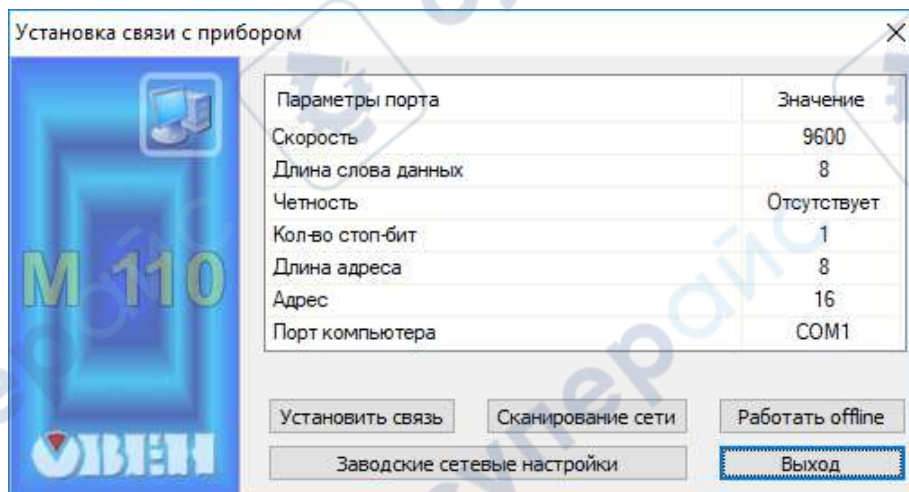 Установка связи с прибором
M 110
ОВЕН
Параметры порта Значение
Скорость 9600
Длина слова данных 8
Четность Отсутствует
Кол-во стоп-бит 1
Длина адреса 8
Адрес 16
Порт компьютера COM1
Установить связь Сканирование сети Работать offline
Заводские сетевые настройки Выход
суперайс